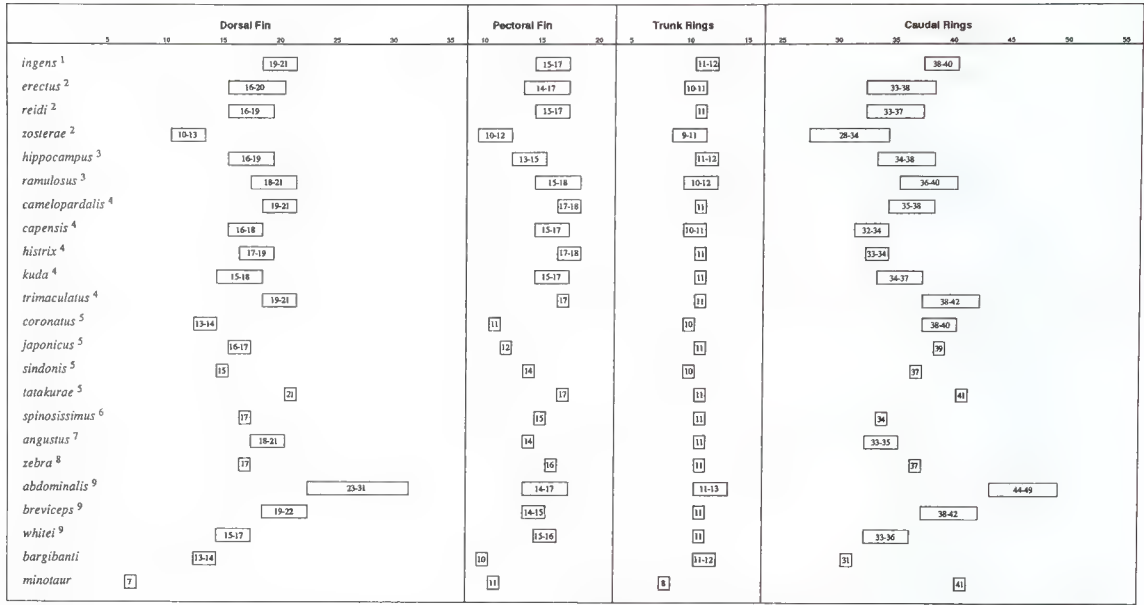 Dorsal Fin Pectoral Fin Trunk Rings Caudal Rings
5 10 15 20 25 30 35 10 15 20 5 10 15 25 30 35 40 45 50 55
ingens 1 19-21 15-17 11-12 38-40
erectus 2 16-20 14-17 10-11 33-38
reidi 2 16-19 15-17 11 33-37
zosterae 2 10-13 10-12 9-11 28-34
hippocampus 3 16-19 13-15 11-12 34-38
ramulosus 3 18-21 15-18 10-12 36-40
camelopardalis 4 19-21 17-18 11 35-38
capensis 4 16-18 15-17 10-11 32-34
histrix 4 17-19 17-18 11 33-34
kuda 4 15-18 15-17 11 34-37
trimaculatus 4 19-21 17 11 38-42
coronatus 5 13-14 11 10 38-40
japonicus 5 16-17 12 11 39
sindonis 5 15 14 10 37
tatakurae 5 21 17 11 41
spinosissimus 6 17 15 11 34
angustus 7 18-21 14 11 33-35
zebra 8 17 16 11 37
abdominalis 9 23-31 14-17 11-13 44-49
breviceps 9 19-22 14-15 11 38-42
whitei 9 15-17 15-16 11 33-36
bargibanti 13-14 10 11-12 31
minotaur 7 11 8 41